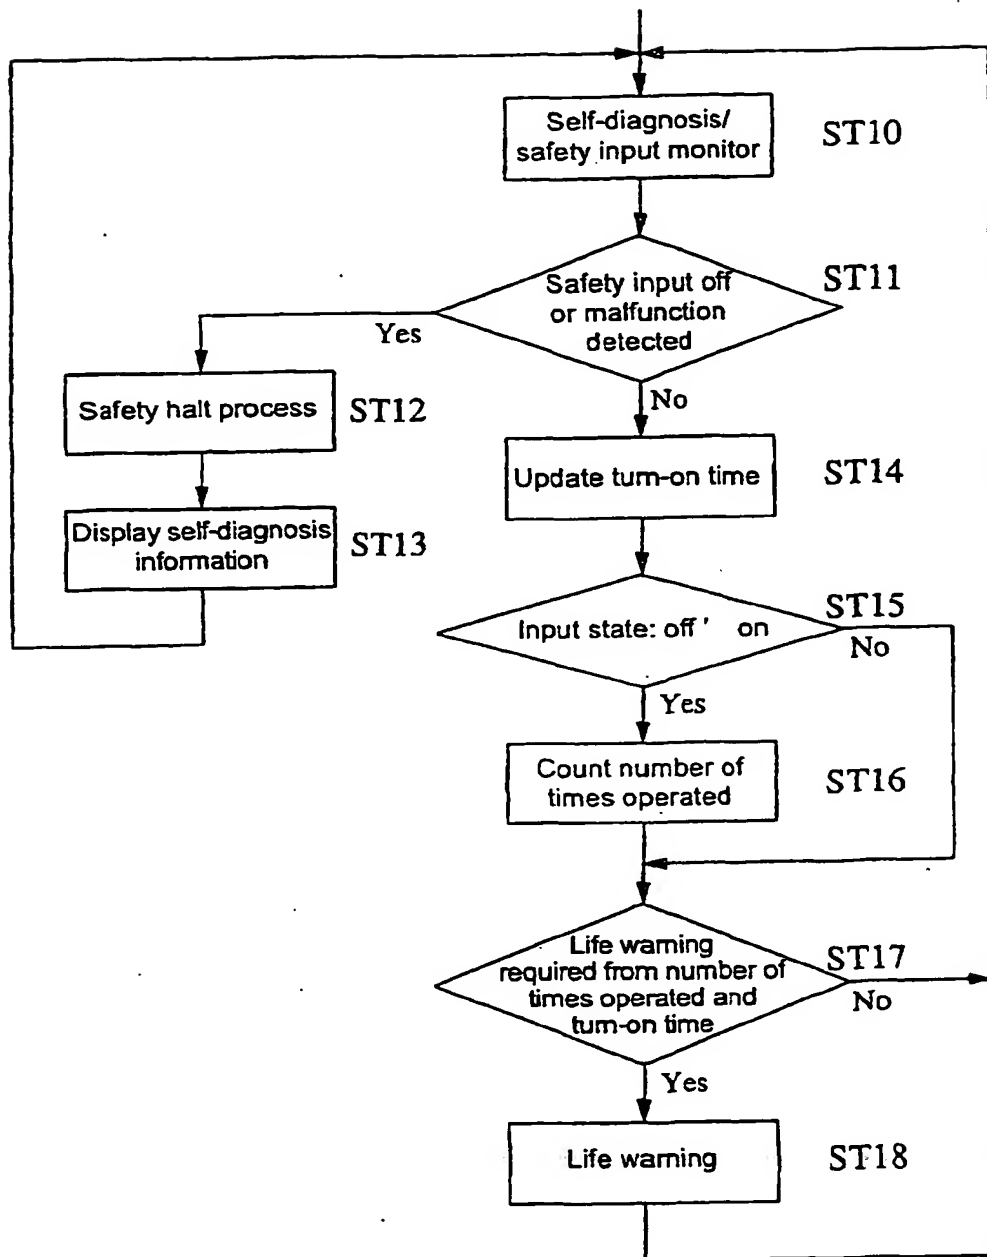 Self-diagnosis/
safety input monitor
ST10
Safety input off
or malfunction
detected
ST11
Yes
No
Safety halt process
ST12
Display self-diagnosis
information
ST13
Update turn-on time
ST14
Input state: off ' on
ST15
No
Yes
Count number of
times operated
ST16
Life warning
required from number of
times operated and
turn-on time
ST17
No
Yes
Life warning
ST18